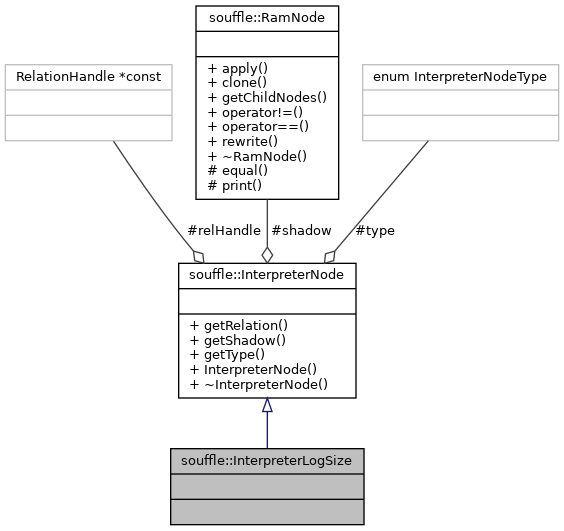 souffle::RamNode
+ apply()
+ clone()
+ getChildNodes()
+ operator!=()
+ operator==()
+ rewrite()
+ ~RamNode()
# equal()
# print()
RelationHandle *const
enum InterpreterNodeType
#relHandle
#shadow
#type
souffle::InterpreterNode
+ getRelation()
+ getShadow()
+ getType()
+ InterpreterNode()
+ ~InterpreterNode()
souffle::InterpreterLogSize